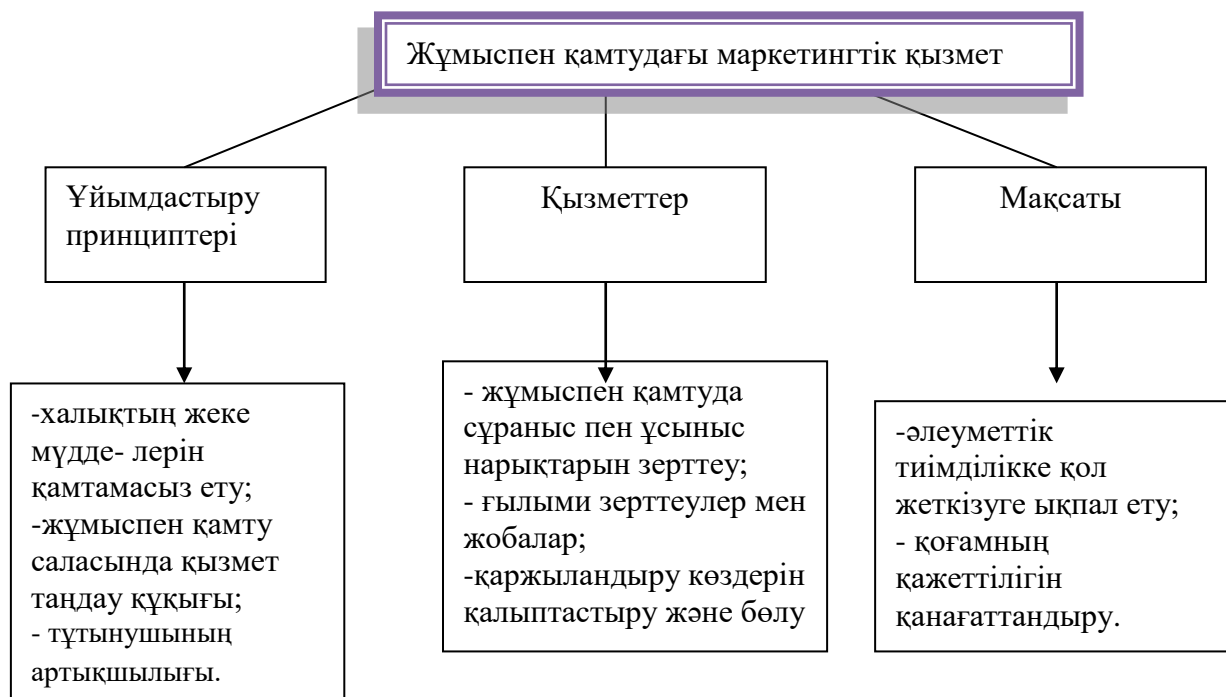 Жұмыспен қамтудағы маркетингтік қызмет
Ұйымдастыру
принциптері
Қызметтер
Мақсаты
-халықтың жеке
мүдде- лерін
қамтамасыз ету;
-жұмыспен қамту
саласында қызмет
таңдау құқығы;
- тұтынушының
артықшылығы.
- жұмыспен қамтуда
сұраныс пен ұсыныс
нарықтарын зерттеу;
- ғылыми зерттеулер мен
жобалар;
-қаржыландыру көздерін
қалыптастыру және бөлу
-әлеуметтік
тиімділікке қол
жеткізуге ықпал ету;
- қоғамның
қажеттілігін
қанағаттандыру.